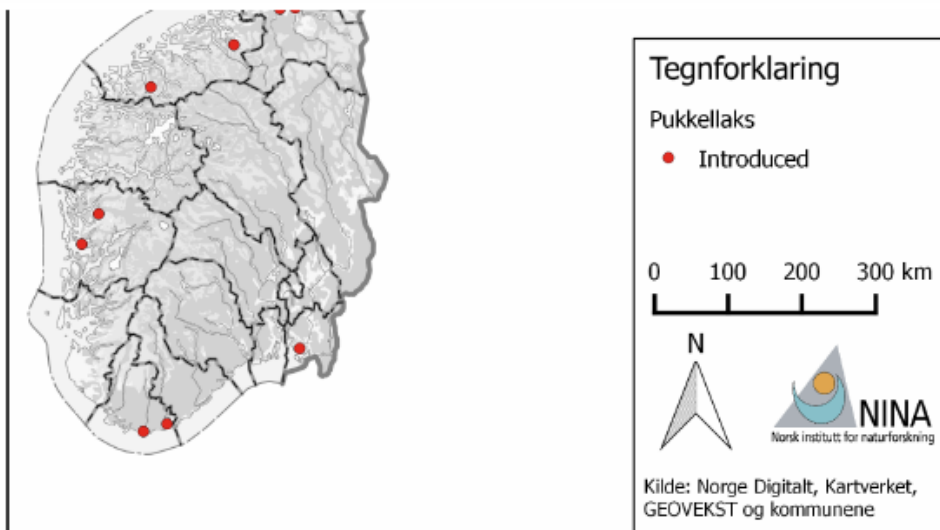 Tegnforklaring
Pukkellaks
Introduced
0 100 200 300 km
N
NINA
Norsk institutt for naturforskning
Kilde: Norge Digitalt, Kartverket,
GEOVEKST og kommunene